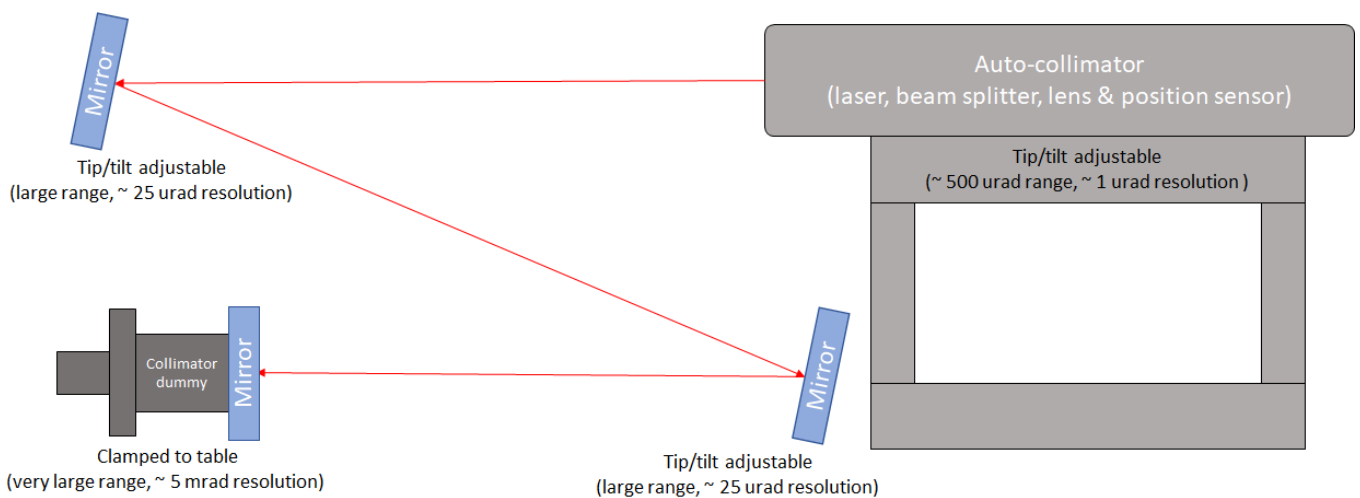 Mirror
Auto-collimator
(laser, beam splitter, lens & position sensor)
Tip/tilt adjustable
(large range, ~ 25 urad resolution)
Tip/tilt adjustable
(~ 500 urad range, ~ 1 urad resolution )
Collimator
dummy
Mirror
Mirror
Clamped to table
(very large range, ~ 5 mrad resolution)
Tip/tilt adjustable
(large range, ~ 25 urad resolution)